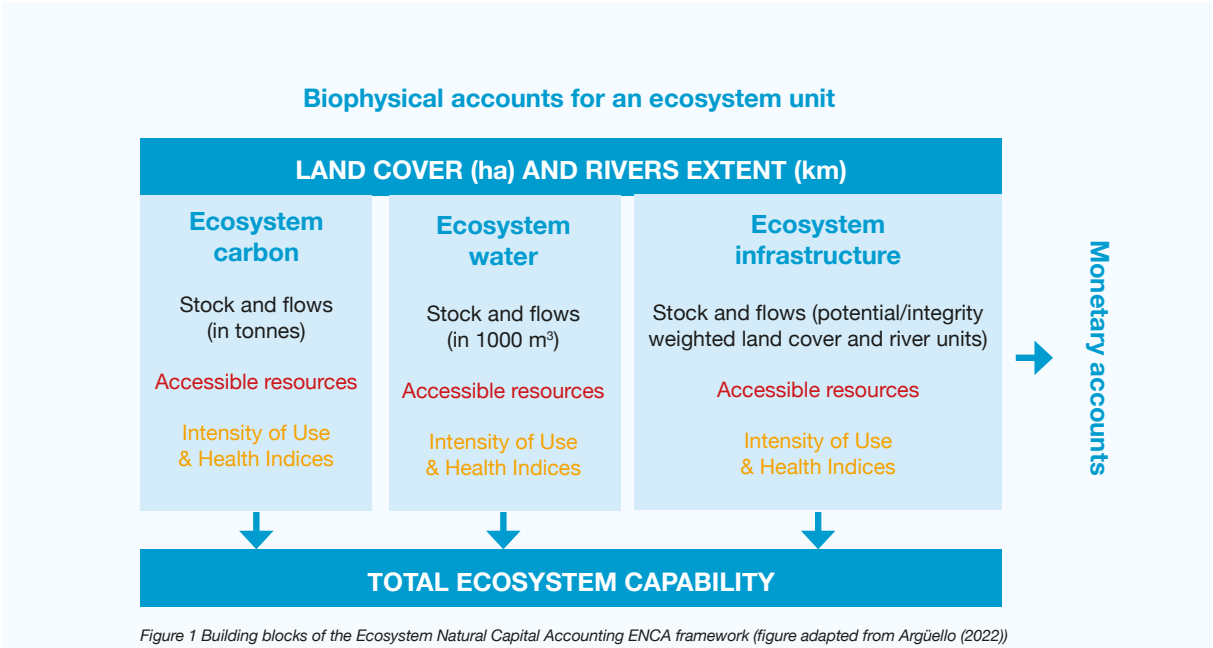 Biophysical accounts for an ecosystem unit
LAND COVER (ha) AND RIVERS EXTENT (km)
Ecosystem
carbon
Stock and flows
(in tonnes)
Accessible resources
Intensity of Use
& Health Indices
Ecosystem
water
Stock and flows
(in 1000 m³)
Accessible resources
Intensity of Use
& Health Indices
Ecosystem
infrastructure
Stock and flows (potential/integrity
weighted land cover and river units)
Accessible resources
Intensity of Use
& Health Indices
Monetary accounts
TOTAL ECOSYSTEM CAPABILITY
Figure 1 Building blocks of the Ecosystem Natural Capital Accounting ENCA framework (figure adapted from Argüello (2022))